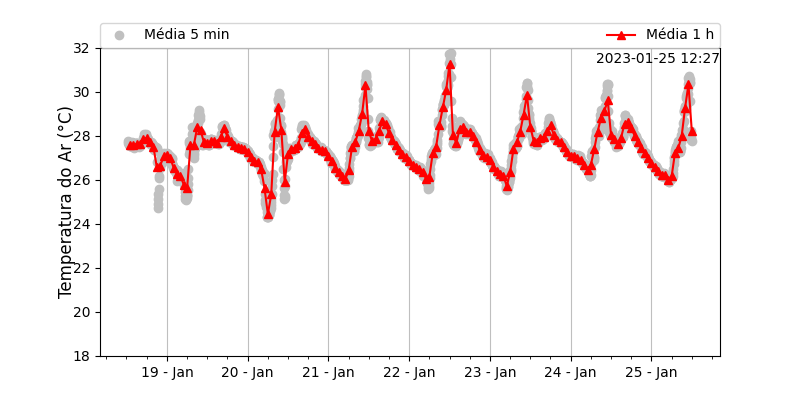 Média 5 min
Média 1 h
2023-01-25 12:27
Temperatura do Ar (°C)
32
30
28
26
24
22
20
18
19 - Jan
20 - Jan
21 - Jan
22 - Jan
23 - Jan
24 - Jan
25 - Jan